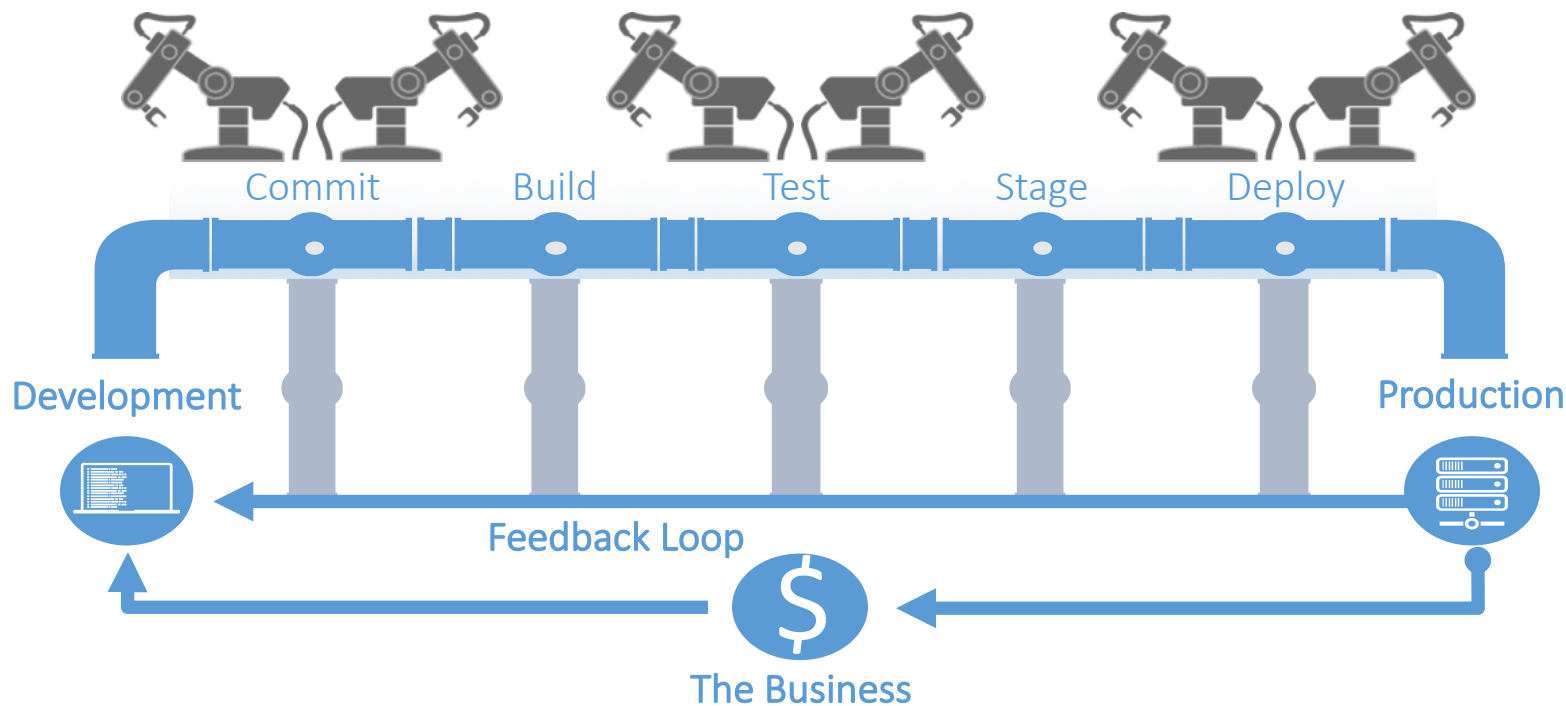 Commit
Build
Test
Stage
Deploy
Development
Production
Feedback Loop
$
The Business